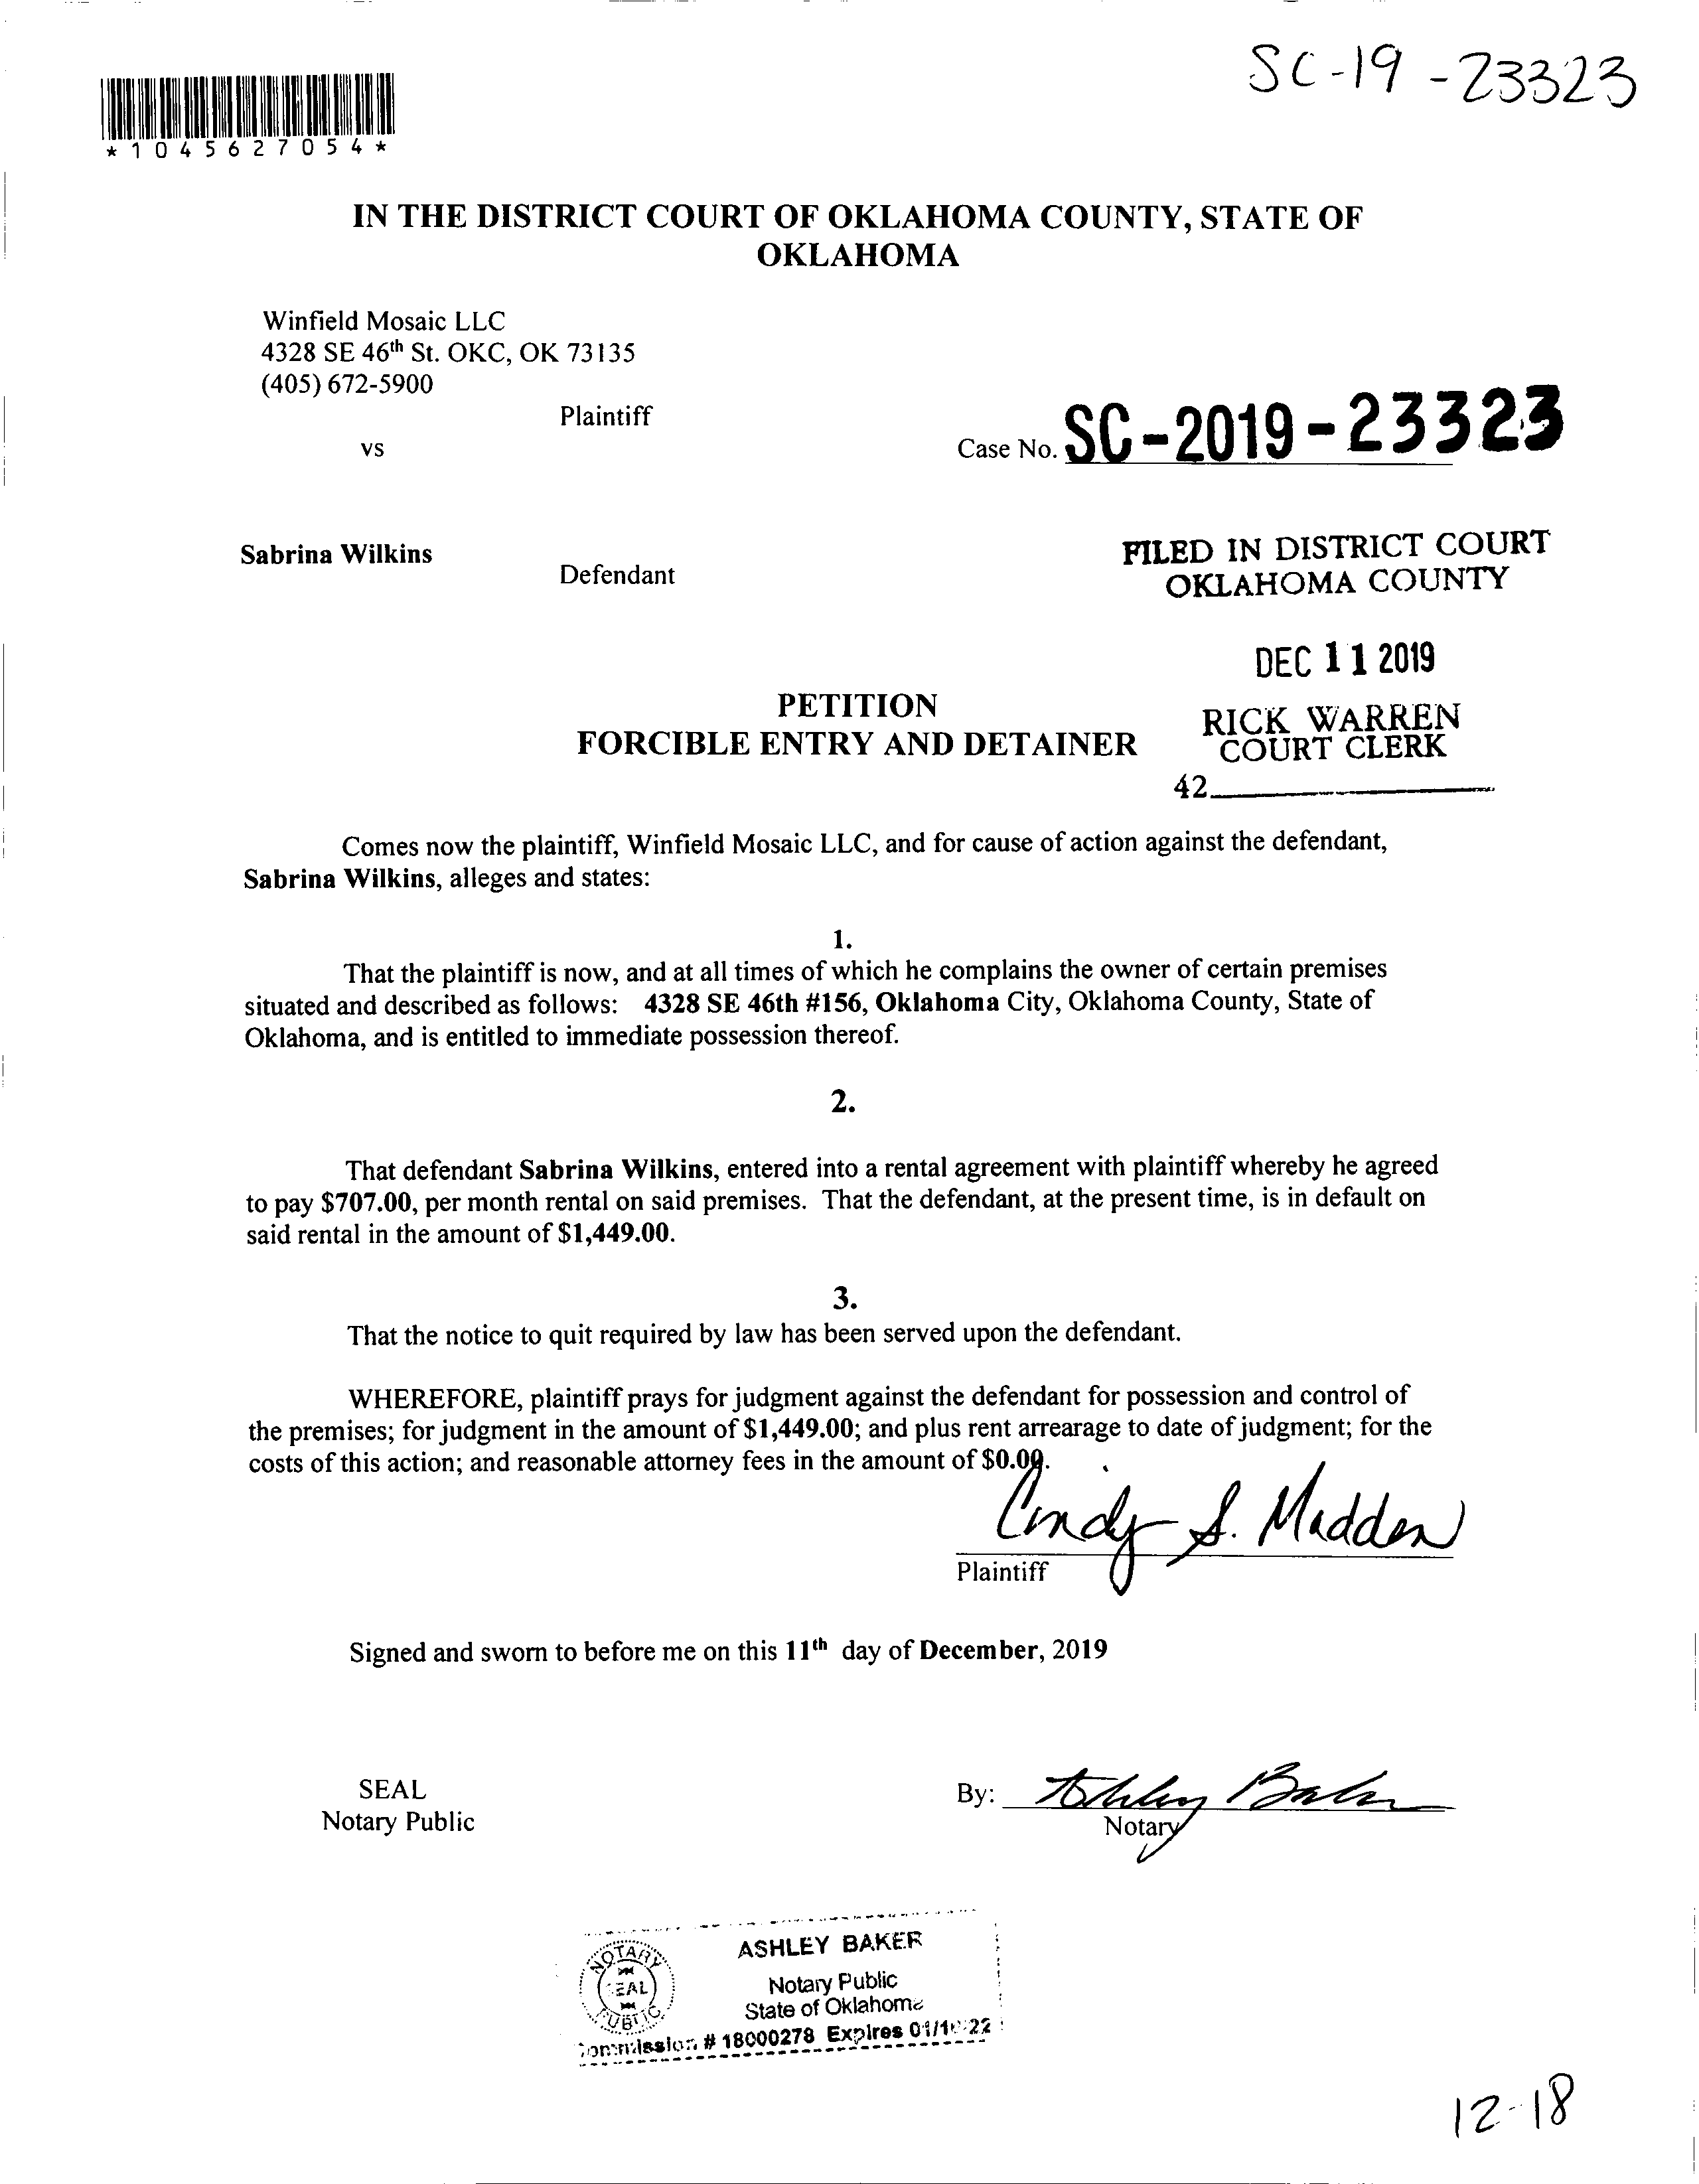 SC-19-23323
*1045627054*
IN THE DISTRICT COURT OF OKLAHOMA COUNTY, STATE OF
OKLAHOMA
Winfield Mosaic LLC
4328 SE 46th St. OKC, OK 73135
(405) 672-5900
Plaintiff
vs
Case No. SC-2019-23323
Sabrina Wilkins
Defendant
FILED IN DISTRICT COURT
OKLAHOMA COUNTY
DEC 11 2019
RICK WARREN
COURT CLERK
42
PETITION
FORCIBLE ENTRY AND DETAINER
Comes now the plaintiff, Winfield Mosaic LLC, and for cause of action against the defendant,
Sabrina Wilkins, alleges and states:
1.
That the plaintiff is now, and at all times of which he complains the owner of certain premises
situated and described as follows: 4328 SE 46th #156, Oklahoma City, Oklahoma County, State of
Oklahoma, and is entitled to immediate possession thereof.
2.
That defendant Sabrina Wilkins, entered into a rental agreement with plaintiff whereby he agreed
to pay $707.00, per month rental on said premises. That the defendant, at the present time, is in default on
said rental in the amount of $1,449.00.
3.
That the notice to quit required by law has been served upon the defendant.
WHEREFORE, plaintiff prays for judgment against the defendant for possession and control of
the premises; for judgment in the amount of $1,449.00; and plus rent arrearage to date of judgment; for the
costs of this action; and reasonable attorney fees in the amount of $0.00.
Cindy S. Madden
Plaintiff
Signed and sworn to before me on this 11th day of December, 2019
SEAL
Notary Public
By: Ashley Baker
Notary
NOTARY
SEAL
PUBLIC
ASHLEY BAKER
Notary Public
State of Oklahoma
Commission # 18000278 Expires
12-18